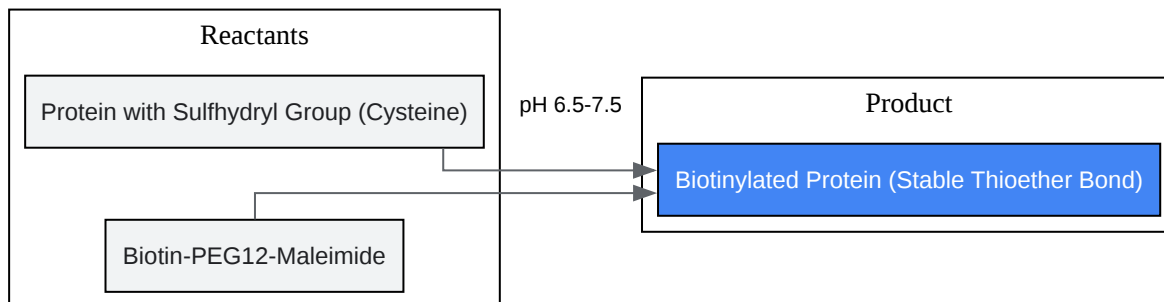 Reactants
Protein with Sulfhydryl Group (Cysteine)
Biotin-PEG12-Maleimide
pH 6.5-7.5
Product
Biotinylated Protein (Stable Thioether Bond)